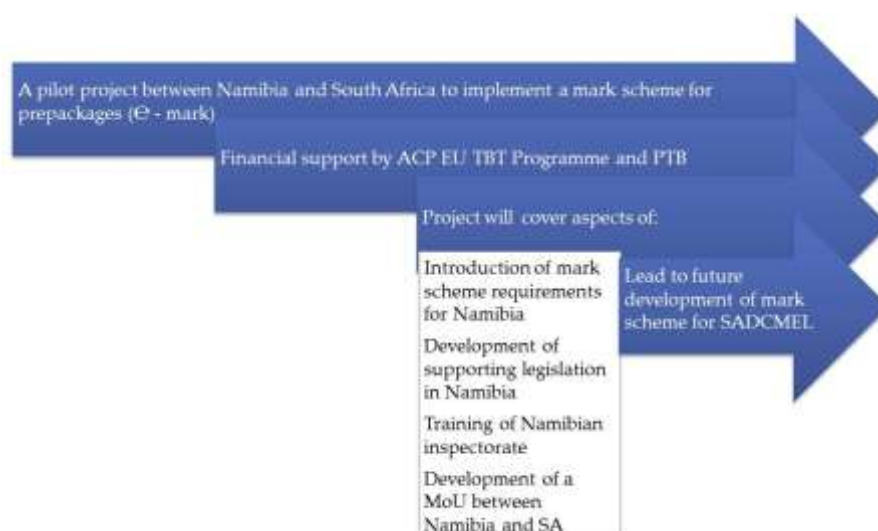 A pilot project between Namibia and South Africa to implement a mark scheme for
prepackages (℮ - mark)
Financial support by ACP EU TBT Programme and PTB
Project will cover aspects of:
Introduction of mark
scheme requirements
for Namibia
Development of
supporting legislation
in Namibia
Training of Namibian
inspectorate
Development of a
MoU between
Namibia and SA
Lead to future
development of mark
scheme for SADCMEL